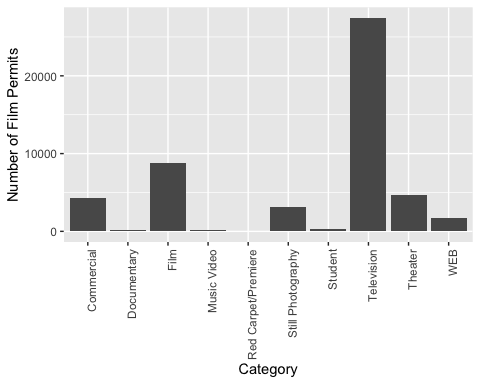 Number of Film Permits
20000
10000
0
Commercial
Documentary
Film
Music Video
Red Carpet/Premiere
Still Photography
Student
Television
Theater
WEB
Category